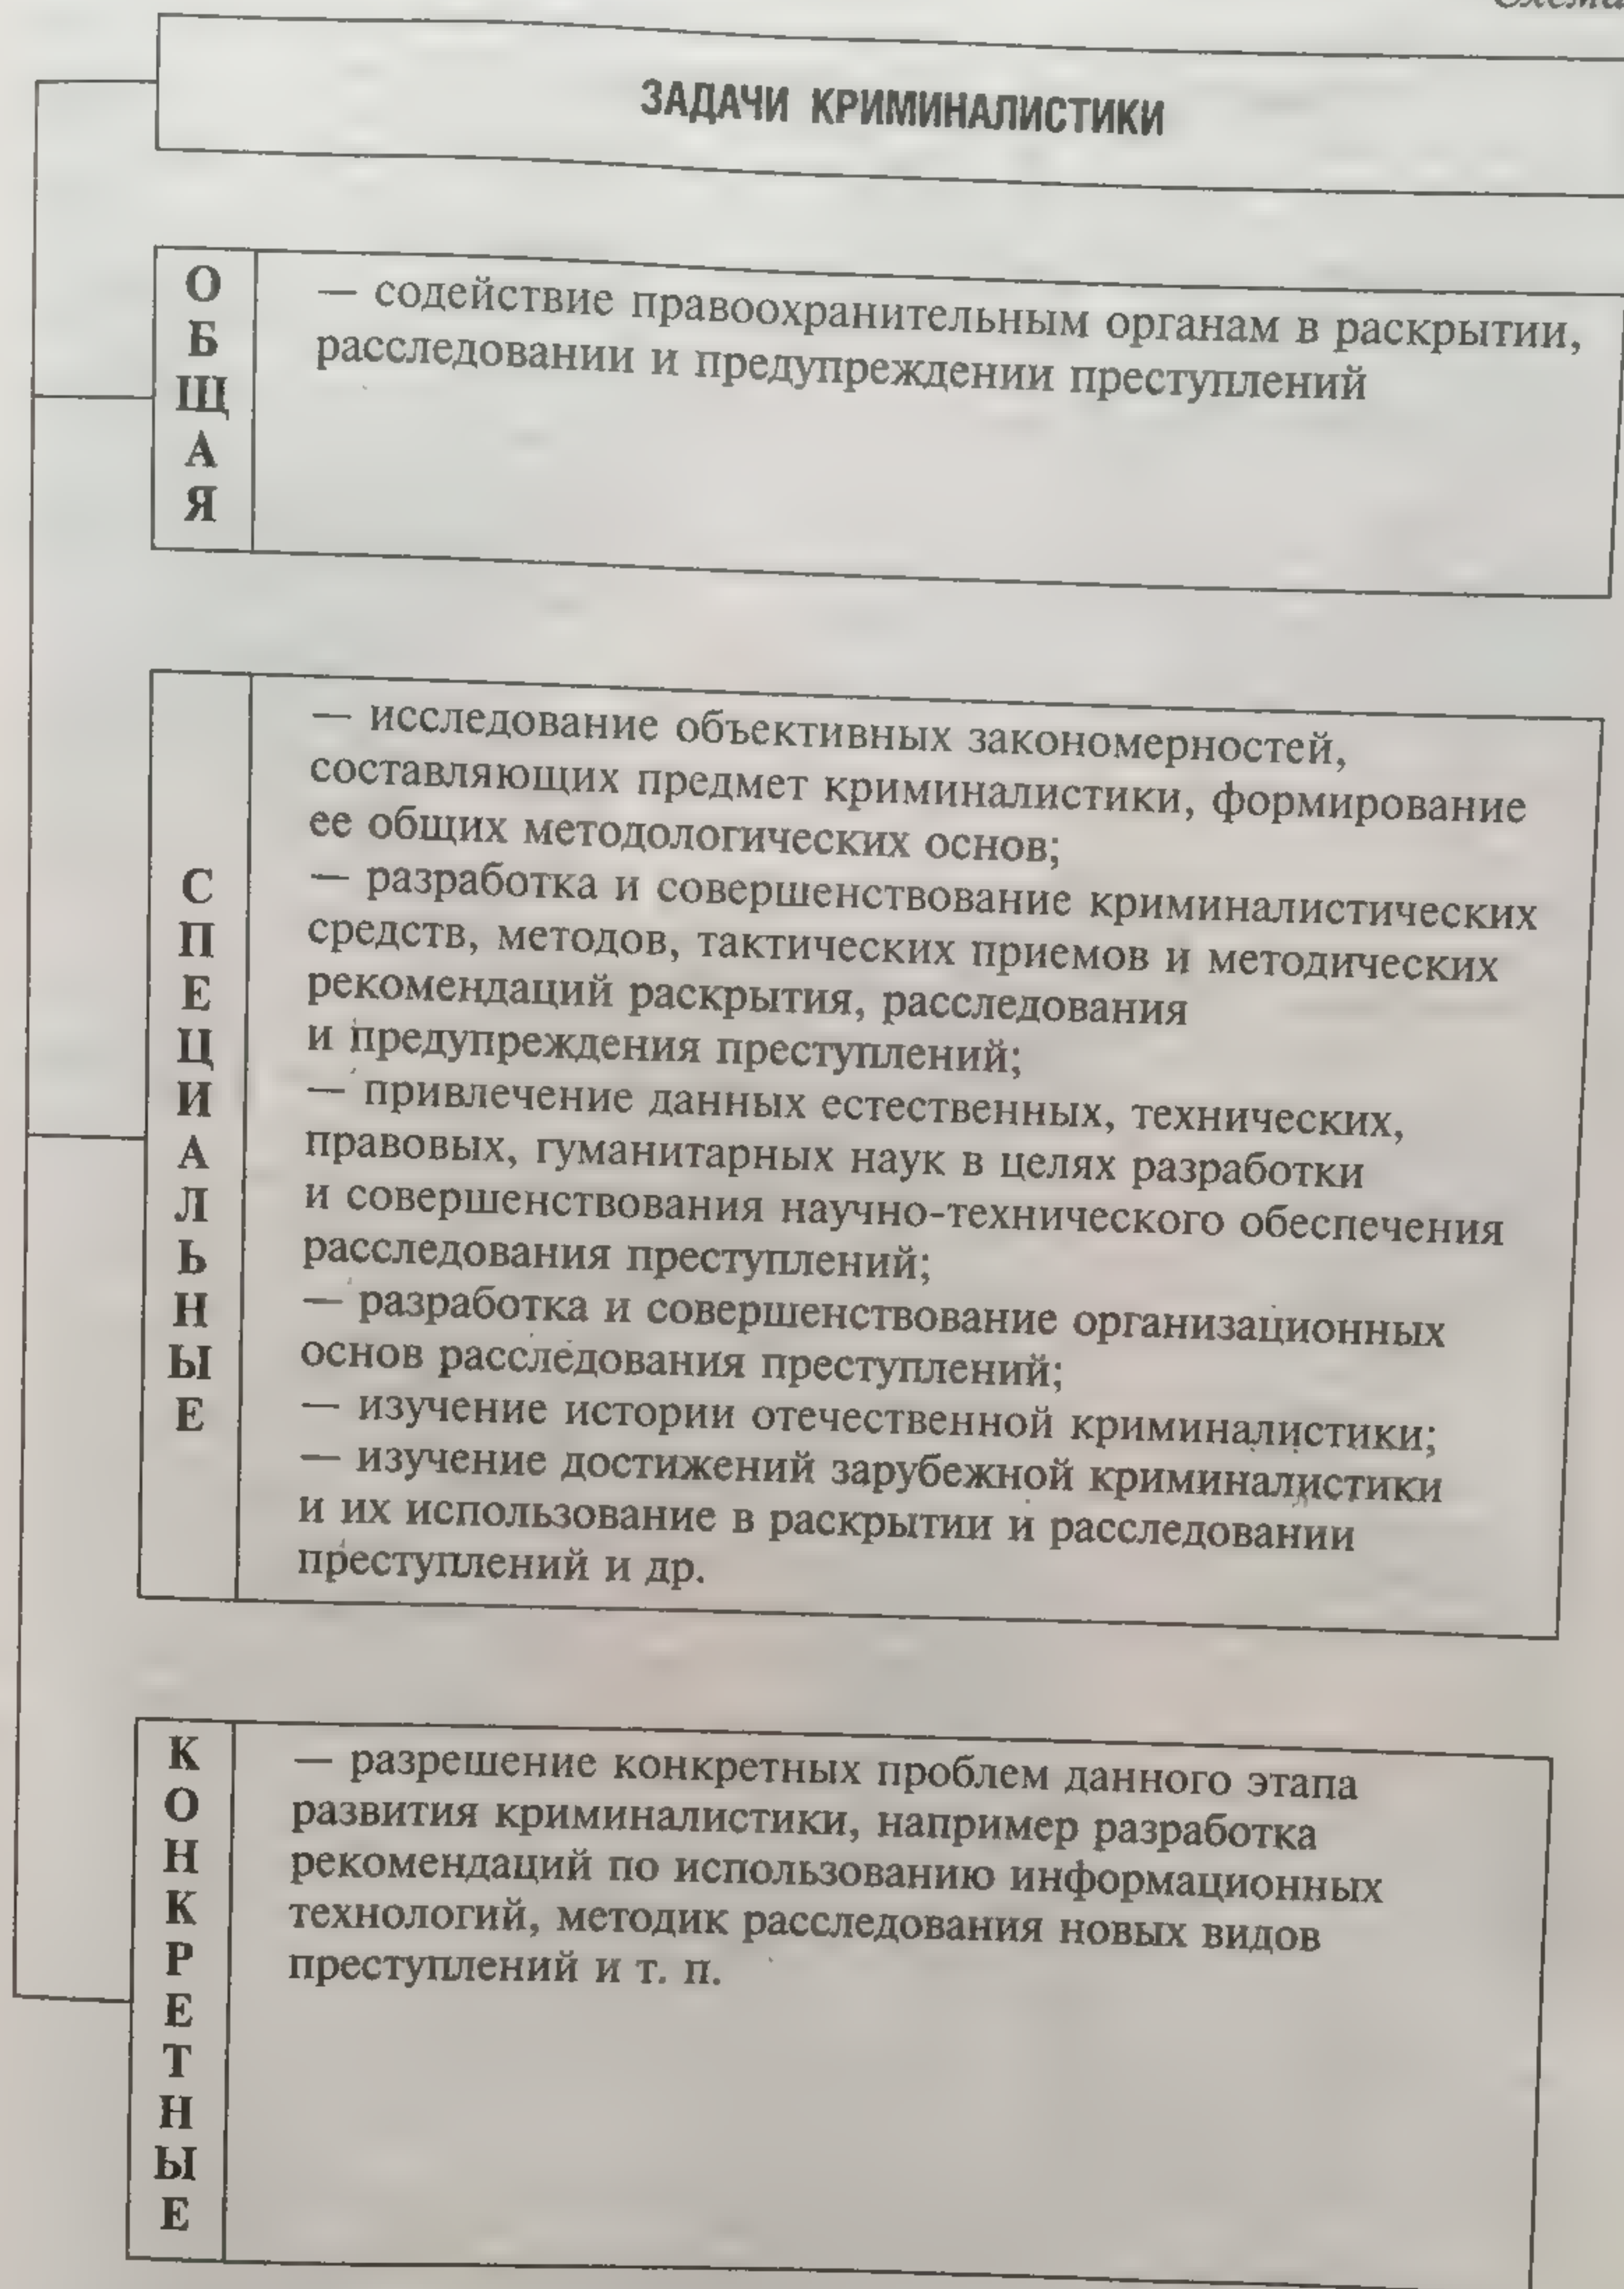 Схема
ЗАДАЧИ КРИМИНАЛИСТИКИ
ОБЩАЯ
— содействие правоохранительным органам в раскрытии,
расследовании и предупреждении преступлений
СПЕЦИАЛЬНЫЕ
— исследование объективных закономерностей,
составляющих предмет криминалистики, формирование
ее общих методологических основ;
— разработка и совершенствование криминалистических
средств, методов, тактических приемов и методических
рекомендаций раскрытия, расследования
и предупреждения преступлений;
— привлечение данных естественных, технических,
правовых, гуманитарных наук в целях разработки
и совершенствования научно-технического обеспечения
расследования преступлений;
— разработка и совершенствование организационных
основ расследования преступлений;
— изучение истории отечественной криминалистики;
— изучение достижений зарубежной криминалистики
и их использование в раскрытии и расследовании
преступлений и др.
КОНКРЕТНЫЕ
— разрешение конкретных проблем данного этапа
развития криминалистики, например разработка
рекомендаций по использованию информационных
технологий, методик расследования новых видов
преступлений и т. п.